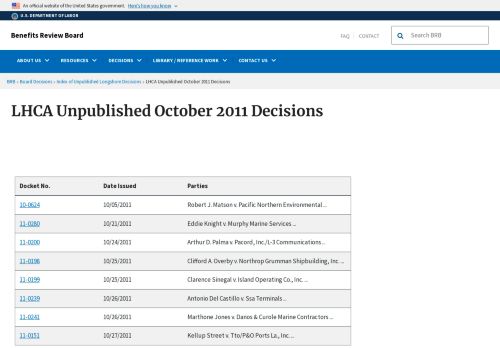 An official website of the United States government. Here's how you know
U.S. DEPARTMENT OF LABOR
Benefits Review Board
FAQ CONTACT
Search BRB
ABOUT US RESOURCES DECISIONS LIBRARY / REFERENCE WORK CONTACT US
BRB › Board Decisions › Index of Unpublished Longshore Decisions › LHCA Unpublished October 2011 Decisions
LHCA Unpublished October 2011 Decisions
Docket No. Date Issued Parties
10-0624 10/05/2011 Robert J. Matson v. Pacific Northern Environmental...
11-0280 10/21/2011 Eddie Knight v. Murphy Marine Services ...
11-0200 10/24/2011 Arthur D. Palma v. Pacord, Inc./L-3 Communications...
11-0196 10/25/2011 Clifford A. Overby v. Northrop Grumman Shipbuilding, Inc. ...
11-0199 10/25/2011 Clarence Sinegal v. Island Operating Co., Inc. ...
11-0239 10/26/2011 Antonio Del Castillo v. Ssa Terminals ...
11-0241 10/26/2011 Marthone Jones v. Danos & Curole Marine Contractors ...
11-0151 10/27/2011 Kellup Street v. Tto/P&O Ports La., Inc. ...